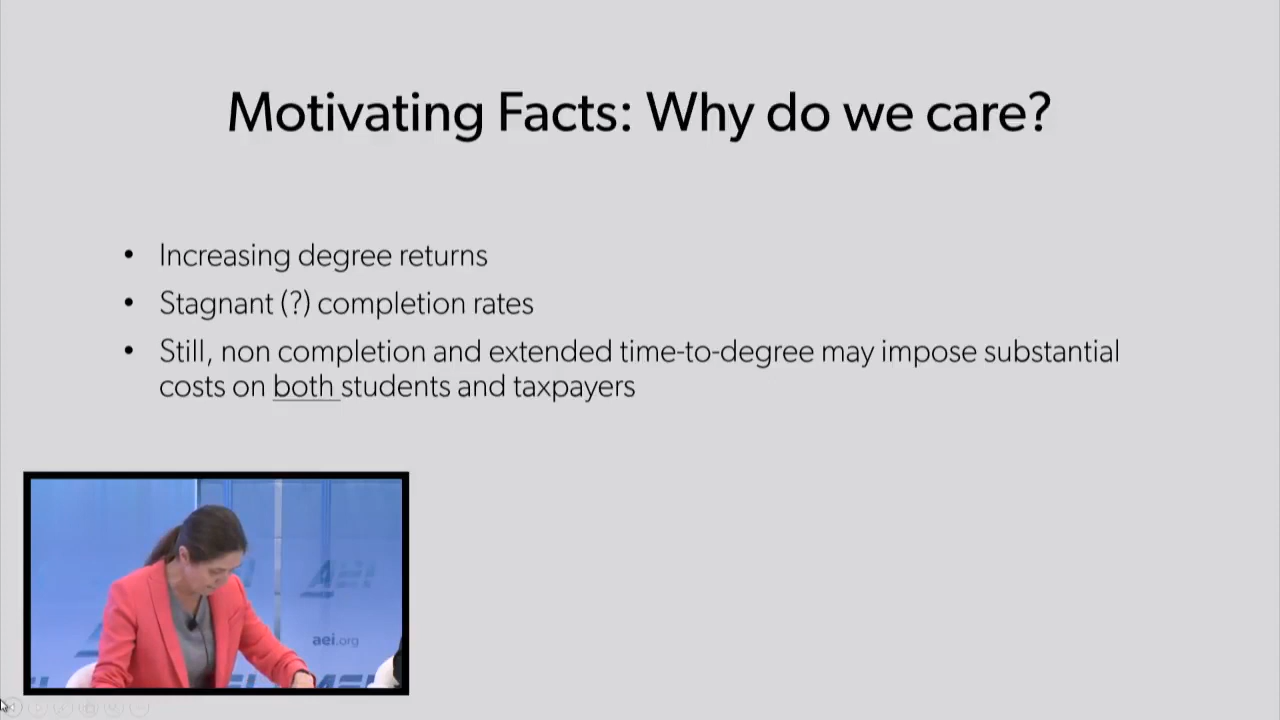 Motivating Facts: Why do we care?
• Increasing degree returns
• Stagnant (?) completion rates
• Still, non completion and extended time-to-degree may impose substantial
costs on both students and taxpayers
AEI
aei.org